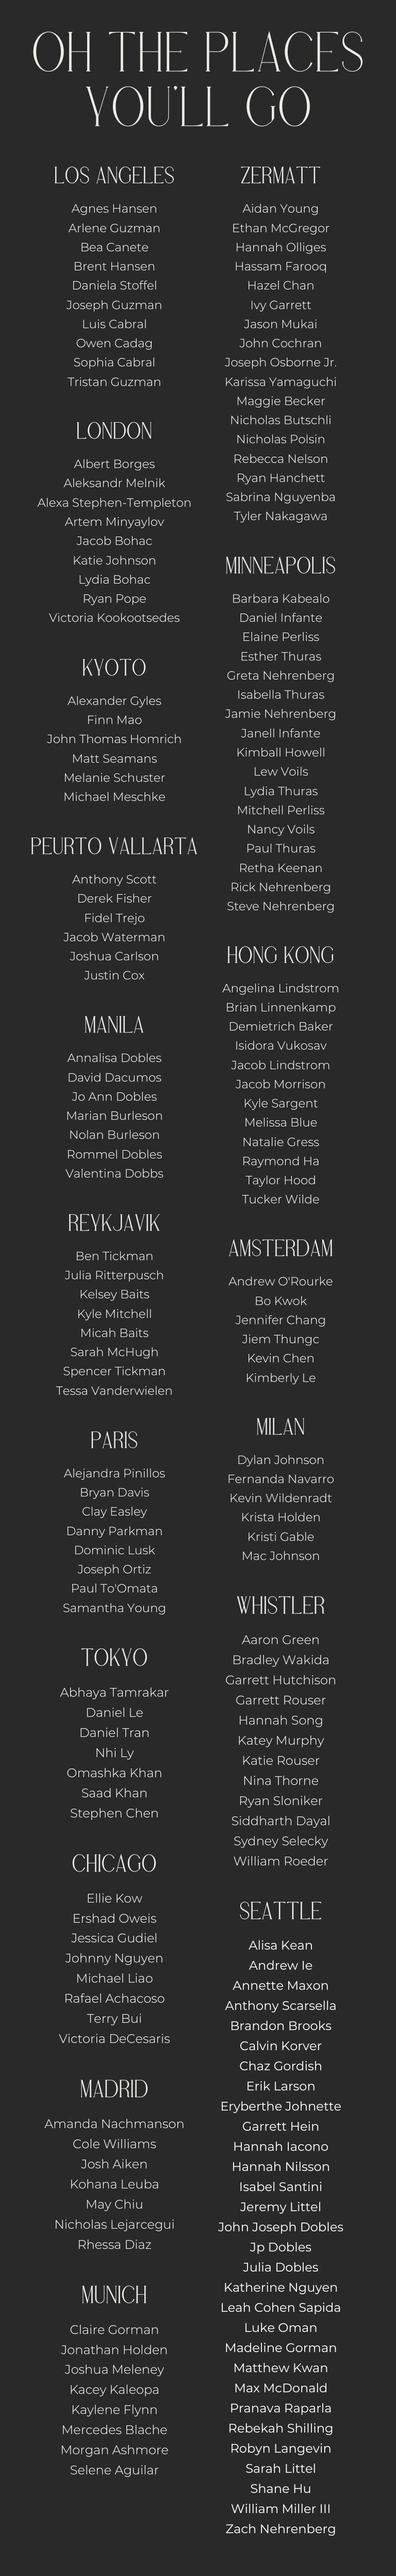 OH THE PLACES
YOU'LL GO
LOS ANGELES
Agnes Hansen
Arlene Guzman
Bea Canete
Brent Hansen
Daniela Stoffel
Joseph Guzman
Luis Cabral
Owen Cadag
Sophia Cabral
Tristan Guzman
LONDON
Albert Borges
Aleksandr Melnik
Alexa Stephen-Templeton
Artem Minyaylov
Jacob Bohac
Katie Johnson
Lydia Bohac
Ryan Pope
Victoria Kookootsedes
KYOTO
Alexander Gyles
Finn Mao
John Thomas Homrich
Matt Seamans
Melanie Schuster
Michael Meschke
PEURTO VALLARTA
Anthony Scott
Derek Fisher
Fidel Trejo
Jacob Waterman
Joshua Carlson
Justin Cox
MANILA
Annalisa Dobles
David Dacumos
Jo Ann Dobles
Marian Burleson
Nolan Burleson
Rommel Dobles
Valentina Dobbs
REYKJAVIK
Ben Tickman
Julia Ritterpusch
Kelsey Baits
Kyle Mitchell
Micah Baits
Sarah McHugh
Spencer Tickman
Tessa Vanderwielen
PARIS
Alejandra Pinillos
Bryan Davis
Clay Easley
Danny Parkman
Dominic Lusk
Joseph Ortiz
Paul To'Omata
Samantha Young
TOKYO
Abhaya Tamrakar
Daniel Le
Daniel Tran
Nhi Ly
Omashka Khan
Saad Khan
Stephen Chen
CHICAGO
Ellie Kow
Ershad Oweis
Jessica Gudiel
Johnny Nguyen
Michael Liao
Rafael Achacoso
Terry Bui
Victoria DeCesaris
MADRID
Amanda Nachmanson
Cole Williams
Josh Aiken
Kohana Leuba
May Chiu
Nicholas Lejarcegui
Rhessa Diaz
MUNICH
Claire Gorman
Jonathan Holden
Joshua Meleney
Kacey Kaleopa
Kaylene Flynn
Mercedes Blache
Morgan Ashmore
Selene Aguilar
ZERMATT
Aidan Young
Ethan McGregor
Hannah Olliges
Hassam Farooq
Hazel Chan
Ivy Garrett
Jason Mukai
John Cochran
Joseph Osborne Jr.
Karissa Yamaguchi
Maggie Becker
Nicholas Butschli
Nicholas Polsin
Rebecca Nelson
Ryan Hanchett
Sabrina Nguyenba
Tyler Nakagawa
MINNEAPOLIS
Barbara Kabealo
Daniel Infante
Elaine Perliss
Esther Thuras
Greta Nehrenberg
Isabella Thuras
Jamie Nehrenberg
Janell Infante
Kimball Howell
Lew Voils
Lydia Thuras
Mitchell Perliss
Nancy Voils
Paul Thuras
Retha Keenan
Rick Nehrenberg
Steve Nehrenberg
HONG KONG
Angelina Lindstrom
Brian Linnenkamp
Demietrich Baker
Isidora Vukosav
Jacob Lindstrom
Jacob Morrison
Kyle Sargent
Melissa Blue
Natalie Gress
Raymond Ha
Taylor Hood
Tucker Wilde
AMSTERDAM
Andrew O'Rourke
Bo Kwok
Jennifer Chang
Jiem Thungc
Kevin Chen
Kimberly Le
MILAN
Dylan Johnson
Fernanda Navarro
Kevin Wildenradt
Krista Holden
Kristi Gable
Mac Johnson
WHISTLER
Aaron Green
Bradley Wakida
Garrett Hutchison
Garrett Rouser
Hannah Song
Katey Murphy
Katie Rouser
Nina Thorne
Ryan Sloniker
Siddharth Dayal
Sydney Selecky
William Roeder
SEATTLE
Alisa Kean
Andrew Ie
Annette Maxon
Anthony Scarsella
Brandon Brooks
Calvin Korver
Chaz Gordish
Erik Larson
Eryberthe Johnette
Garrett Hein
Hannah Iacono
Hannah Nilsson
Isabel Santini
Jeremy Littel
John Joseph Dobles
Jp Dobles
Julia Dobles
Katherine Nguyen
Leah Cohen Sapida
Luke Oman
Madeline Gorman
Matthew Kwan
Max McDonald
Pranava Raparla
Rebekah Shilling
Robyn Langevin
Sarah Littel
Shane Hu
William Miller III
Zach Nehrenberg